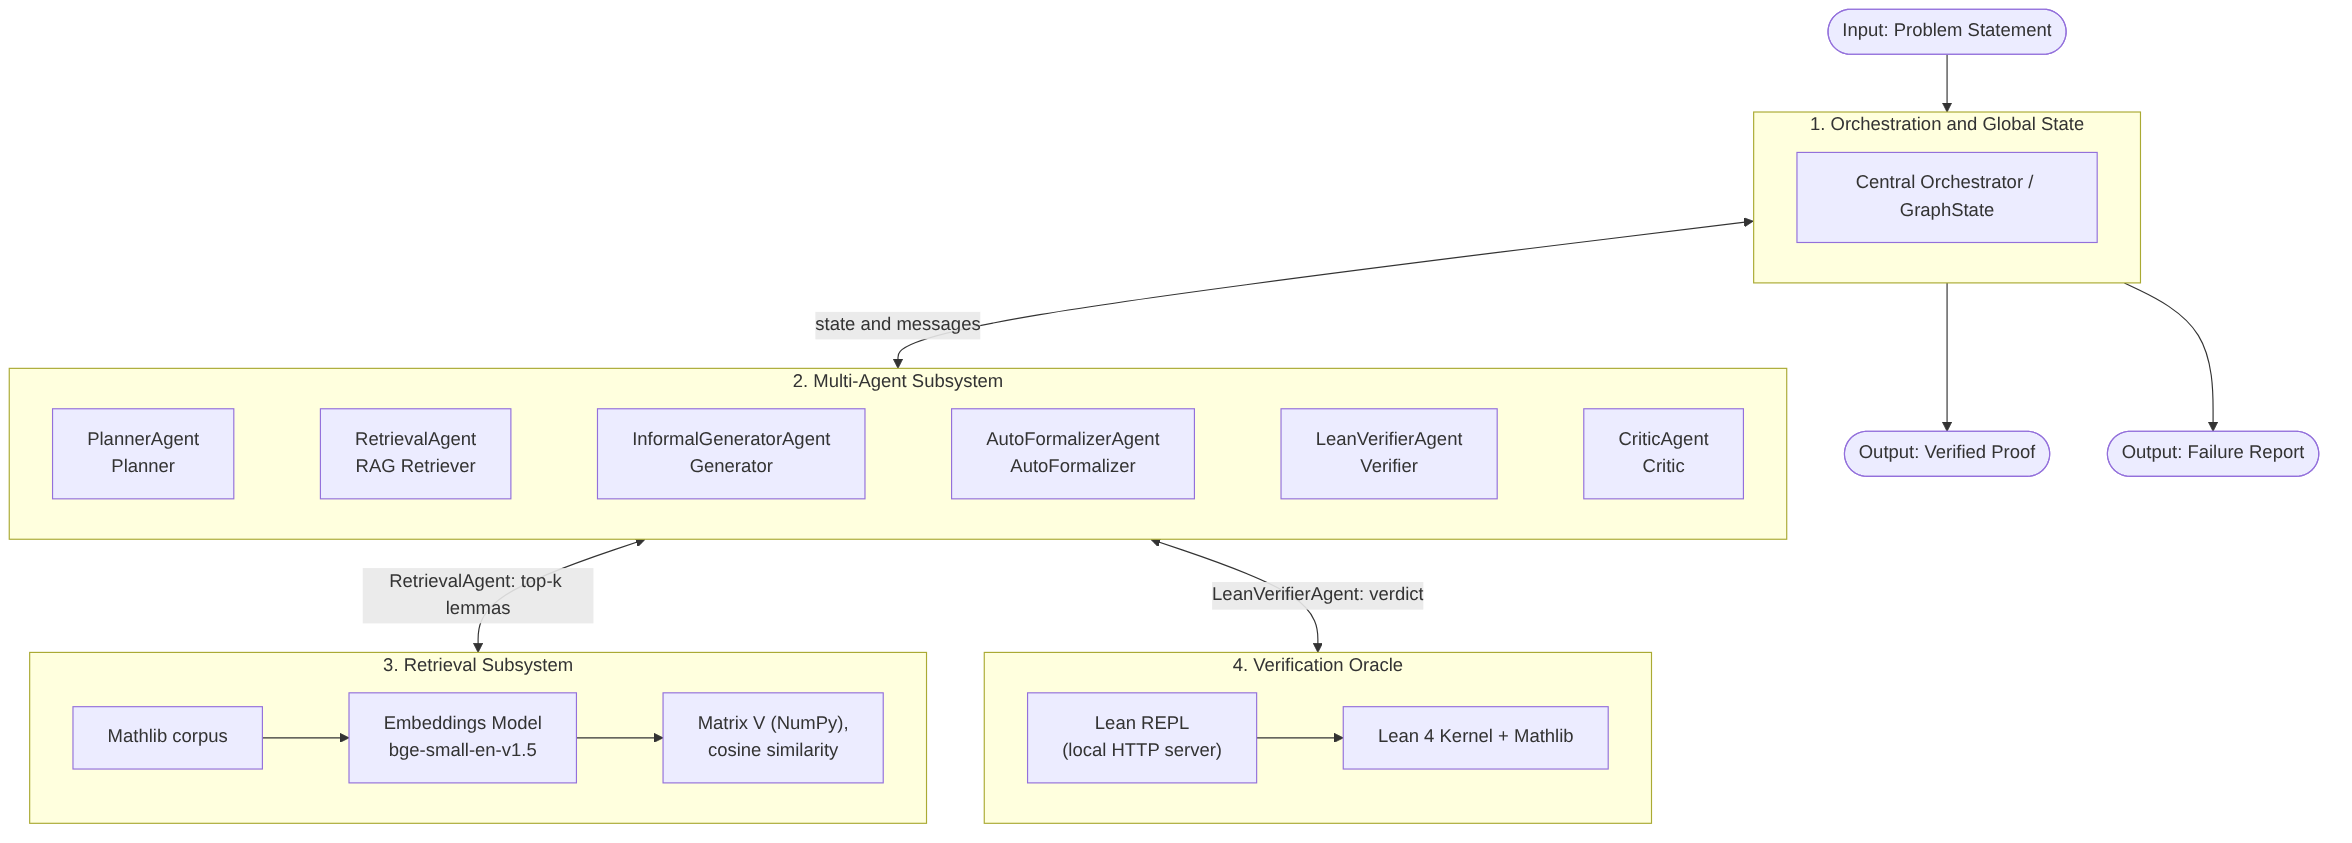 Input: Problem Statement
1. Orchestration and Global State
Central Orchestrator /
GraphState
state and messages
2. Multi-Agent Subsystem
PlannerAgent
Planner
RetrievalAgent
RAG Retriever
InformalGeneratorAgent
Generator
AutoFormalizerAgent
AutoFormalizer
LeanVerifierAgent
Verifier
CriticAgent
Critic
Output: Verified Proof
Output: Failure Report
RetrievalAgent: top-k
lemmas
LeanVerifierAgent: verdict
3. Retrieval Subsystem
Mathlib corpus
Embeddings Model
bge-small-en-v1.5
Matrix V (NumPy),
cosine similarity
4. Verification Oracle
Lean REPL
(local HTTP server)
Lean 4 Kernel + Mathlib